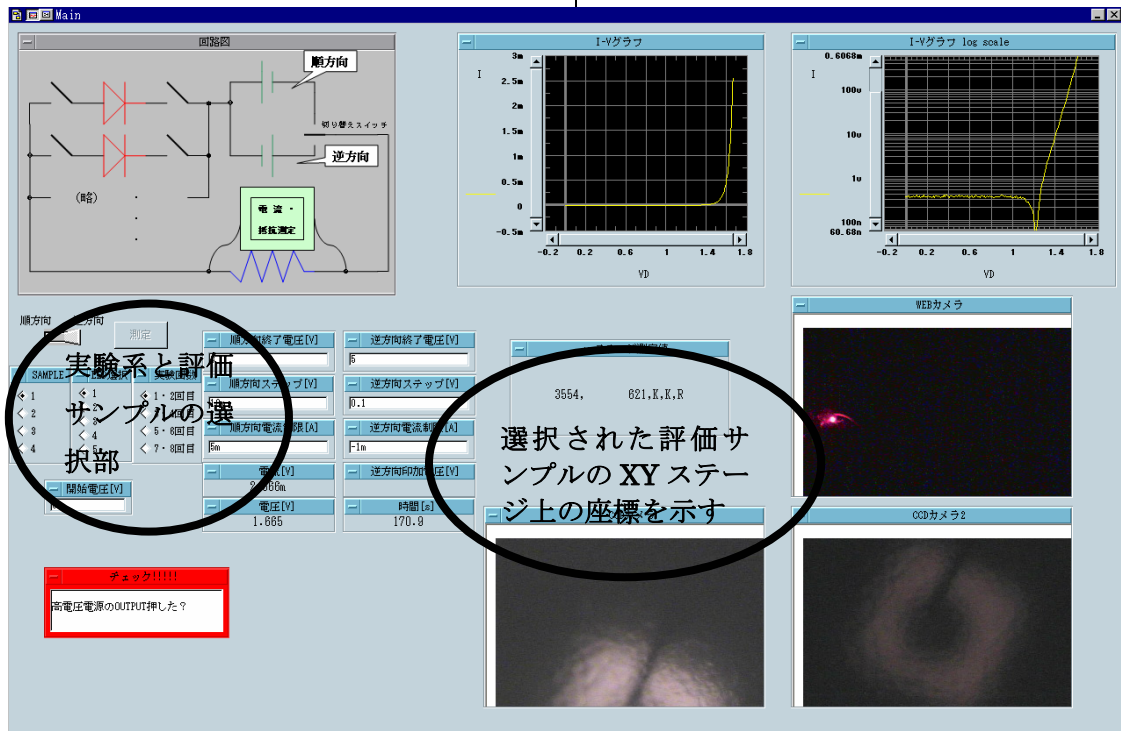 Main
回路図
順方向
切り替えスイッチ
逆方向
(略)
電流・
抵抗測定
I-Vグラフ
I
3m
2.5m
2m
1.5m
1m
0.5m
0
-0.5m
-0.2 0.2 0.6 1 1.4 1.8
VD
I-Vグラフ log scale
0.6068m
I
100u
10u
1u
100n
60.68n
-0.2 0.2 0.6 1 1.4 1.8
VD
順方向
方向
測定
実験系と評価
サンプルの選
択部
SAMPLE
選択
実験回数
1
2
3
4
1
2
3
4
5
1・2回目
4回目
5・6回目
7・8回目
開始電圧[V]
順方向終了電圧[V]
逆方向終了電圧[V]
5
順方向ステップ[V]
逆方向ステップ[V]
0.1
順方向電流制限[A]
5m
逆方向電流制限[A]
-1m
電流[V]
逆方向印加電圧[V]
電圧[V]
1.665
時間[s]
170.9
3554, 621,K,K,R
選択された評価サ
ンプルの XY ステー
ジ上の座標を示す
WEBカメラ
CCDカメラ2
チェック!!!!!
高電圧電源のOUTPUT押した？